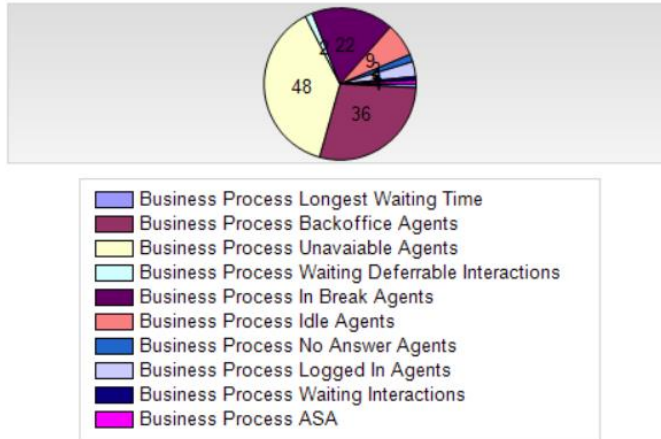 22
2
9
48
36
Business Process Longest Waiting Time
Business Process Backoffice Agents
Business Process Unavaiable Agents
Business Process Waiting Deferrable Interactions
Business Process In Break Agents
Business Process Idle Agents
Business Process No Answer Agents
Business Process Logged In Agents
Business Process Waiting Interactions
Business Process ASA